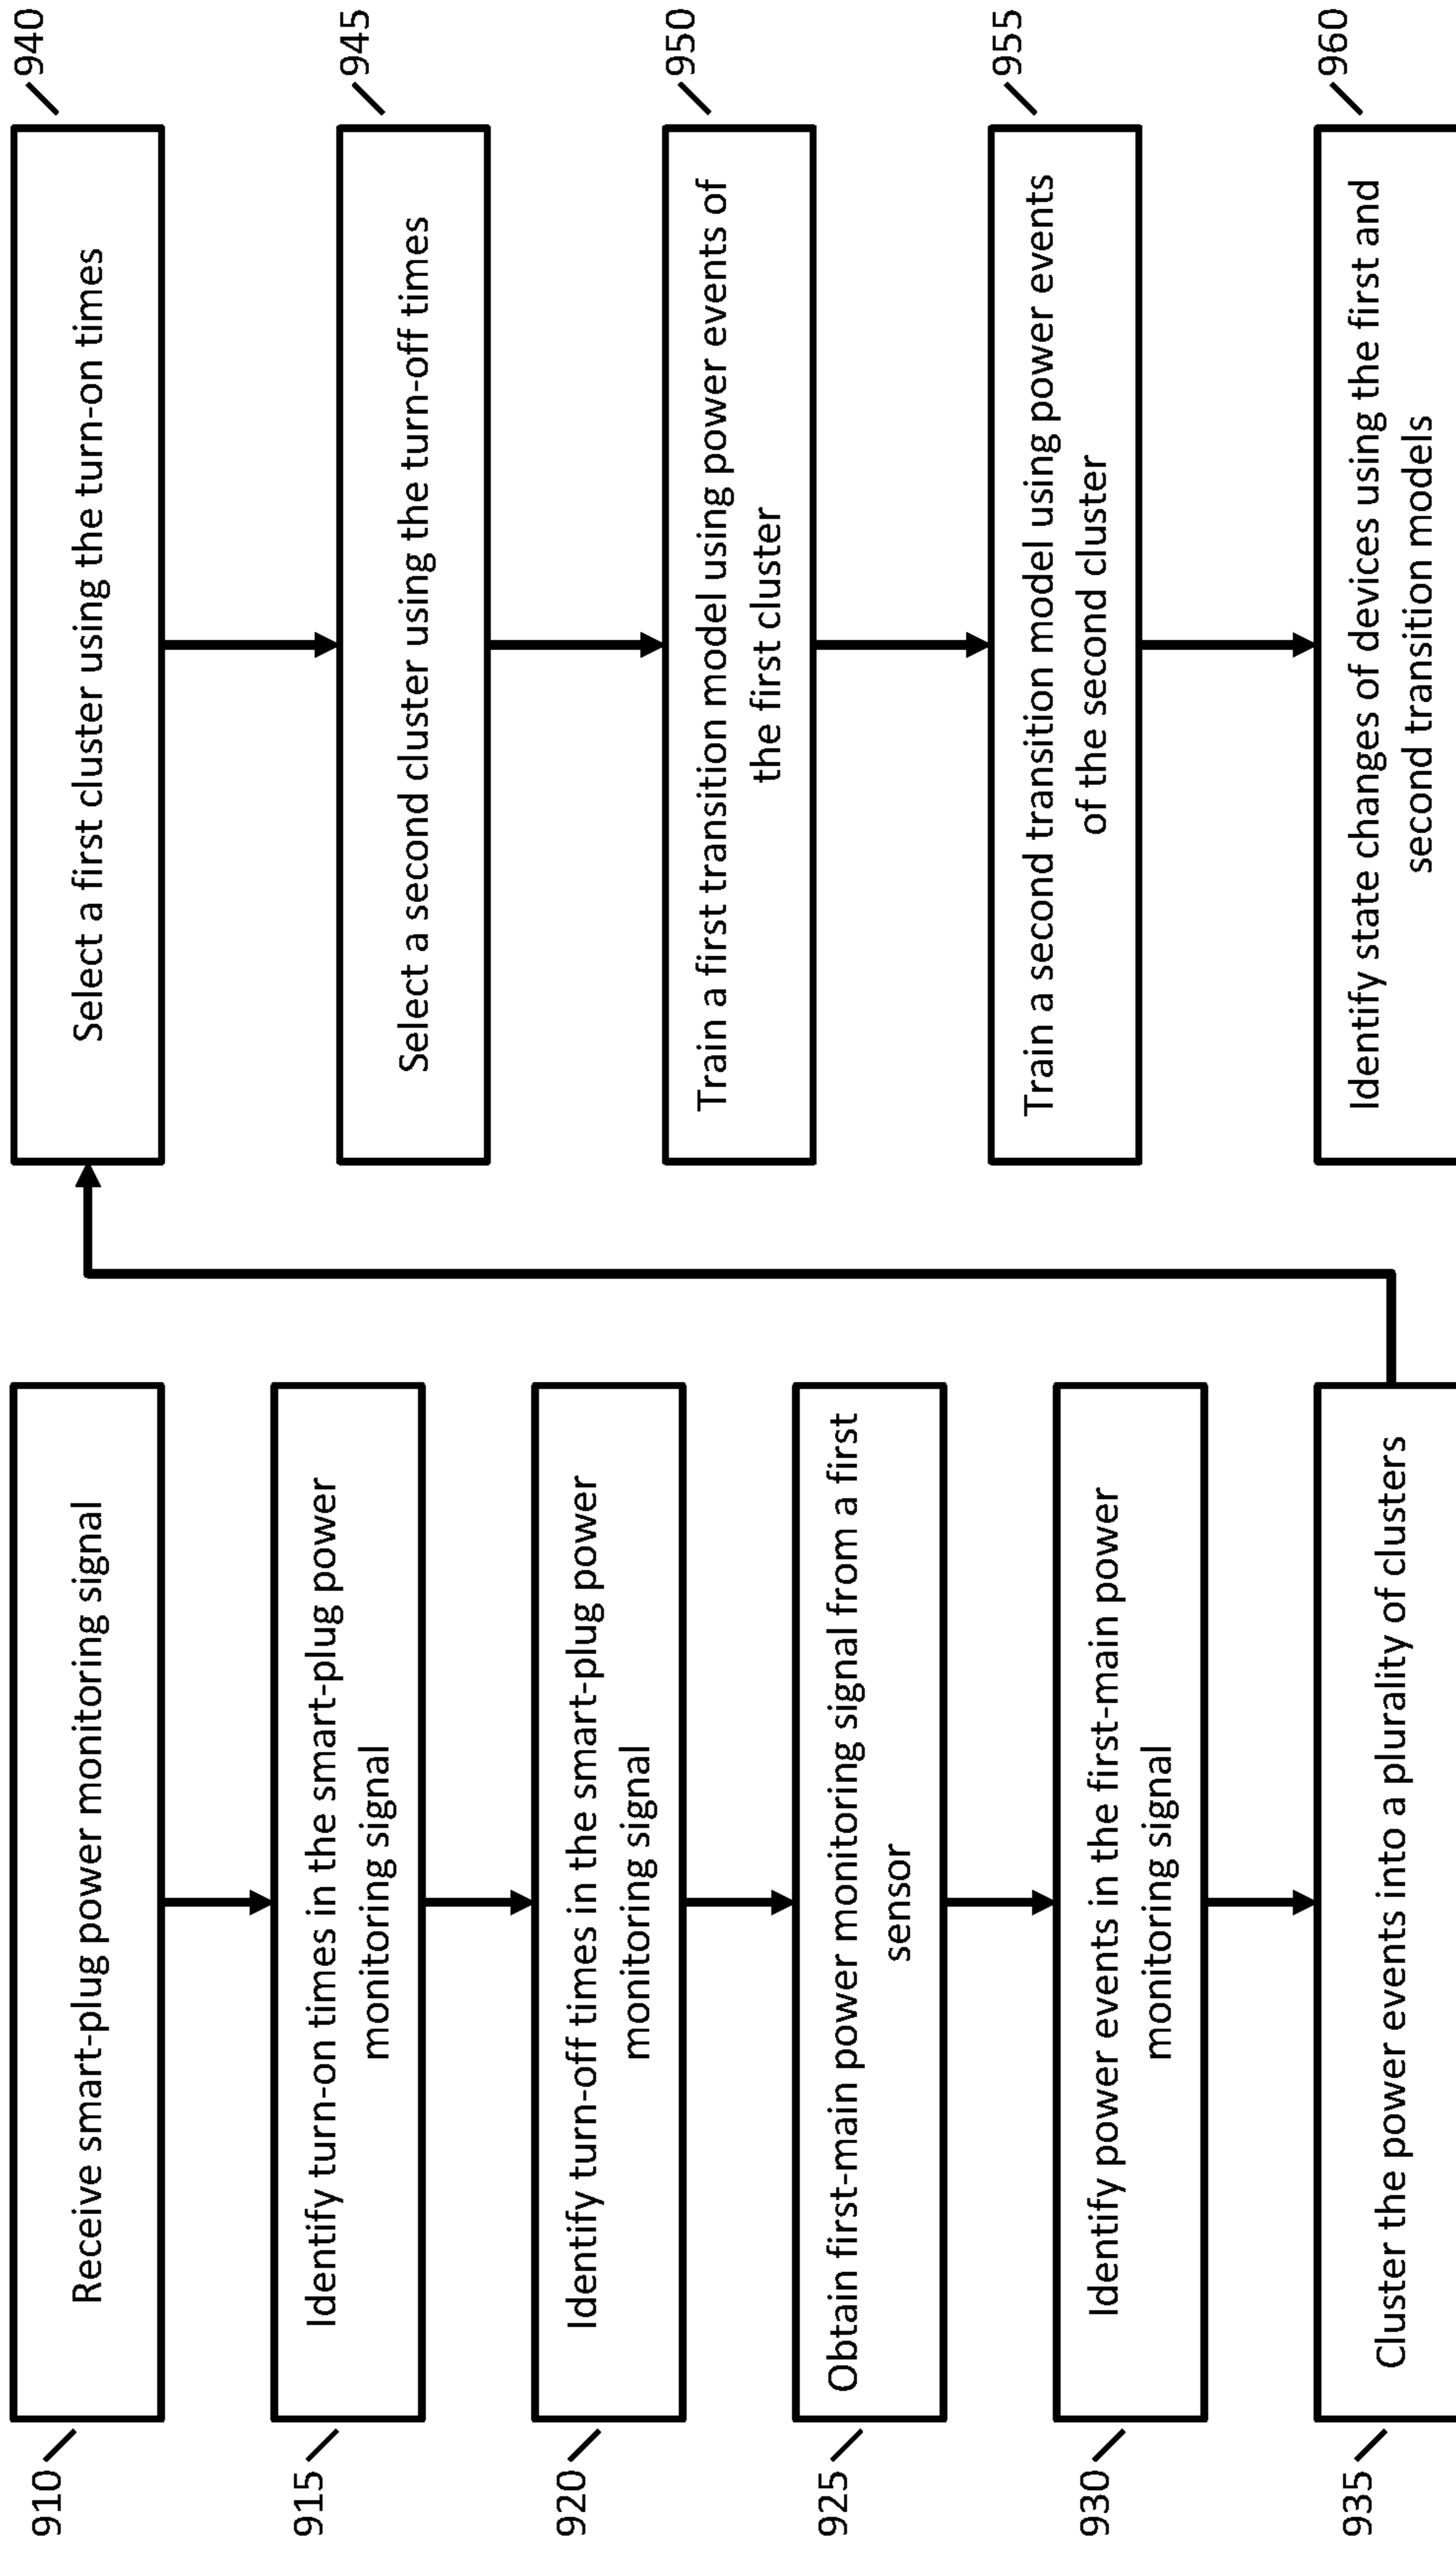 910
Receive smart-plug power monitoring signal
915
Identify turn-on times in the smart-plug power
monitoring signal
920
Identify turn-off times in the smart-plug power
monitoring signal
925
Obtain first-main power monitoring signal from a first
sensor
930
Identify power events in the first-main power
monitoring signal
935
Cluster the power events into a plurality of clusters
940
Select a first cluster using the turn-on times
945
Select a second cluster using the turn-off times
950
Train a first transition model using power events of
the first cluster
955
Train a second transition model using power events
of the second cluster
960
Identify state changes of devices using the first and
second transition models